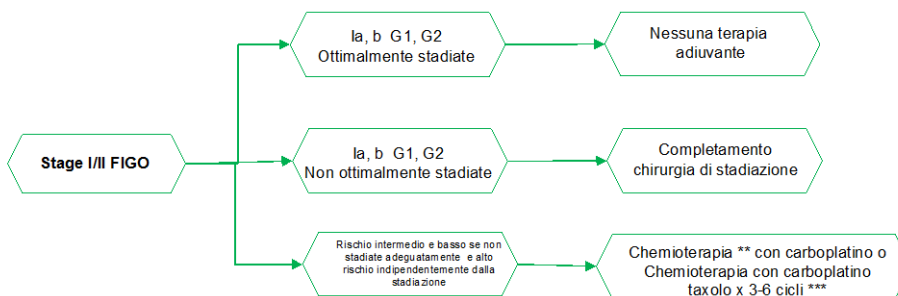 Ia, b G1, G2
Ottimalmente stadiate
Nessuna terapia
adiuvante
Stage I/II FIGO
Ia, b G1, G2
Non ottimalmente stadiate
Completamento
chirurgia di stadiazione
Rischio intermedio e basso se non
stadiate adeguatamente e alto
rischio indipendentemente dalla
stadiazione
Chemioterapia ** con carboplatino o
Chemioterapia con carboplatino
taxolo x 3-6 cicli ***